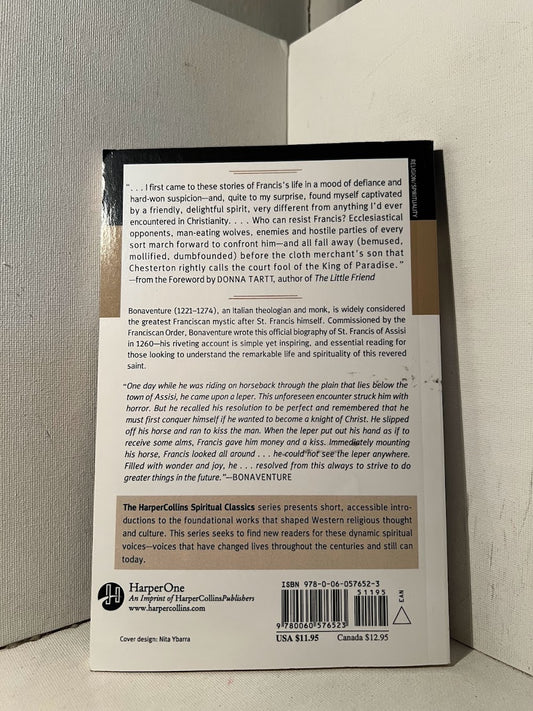 RELIGION/SPIRITUALITY
". . . I first came to these stories of Francis's life in a mood of defiance and
hard-won suspicion—and, quite to my surprise, found myself captivated
by a friendly, delightful spirit, very different from anything I'd ever
encountered in Christianity. . . . Who can resist Francis? Ecclesiastical
opponents, man-eating wolves, enemies and hostile parties of every
sort march forward to confront him—and all fall away (bemused,
mollified, dumbfounded) before the cloth merchant's son that
Chesterton rightly calls the court fool of the King of Paradise."
—from the Foreword by DONNA TARTT, author of The Little Friend
Bonaventure (1221–1274), an Italian theologian and monk, is widely considered
the greatest Franciscan mystic after St. Francis himself. Commissioned by the
Franciscan Order, Bonaventure wrote this official biography of St. Francis of Assisi
in 1260—his riveting account is simple yet inspiring, and essential reading for
those looking to understand the remarkable life and spirituality of this revered
saint.
"One day while he was riding on horseback through the plain that lies below the
town of Assisi, he came upon a leper. This unforeseen encounter struck him with
horror. But he recalled his resolution to be perfect and remembered that he
must first conquer himself if he wanted to become a knight of Christ. He slipped
off his horse and ran to kiss the man. When the leper put out his hand as if to
receive some alms, Francis gave him money and a kiss. Immediately mounting
his horse, Francis looked all around . . . he could not see the leper anywhere.
Filled with wonder and joy, he . . . resolved from this always to strive to do
greater things in the future."—BONAVENTURE
The HarperCollins Spiritual Classics series presents short, accessible intro-
ductions to the foundational works that shaped Western religious thought
and culture. This series seeks to find new readers for these dynamic spiritual
voices—voices that have changed lives throughout the centuries and still can
today.
HarperOne
An Imprint of HarperCollinsPublishers
www.harpercollins.com
Cover design: Nita Ybarra
ISBN 978-0-06-057652-3
51195
EAN
9 780060 576523
USA $11.95 Canada $12.95